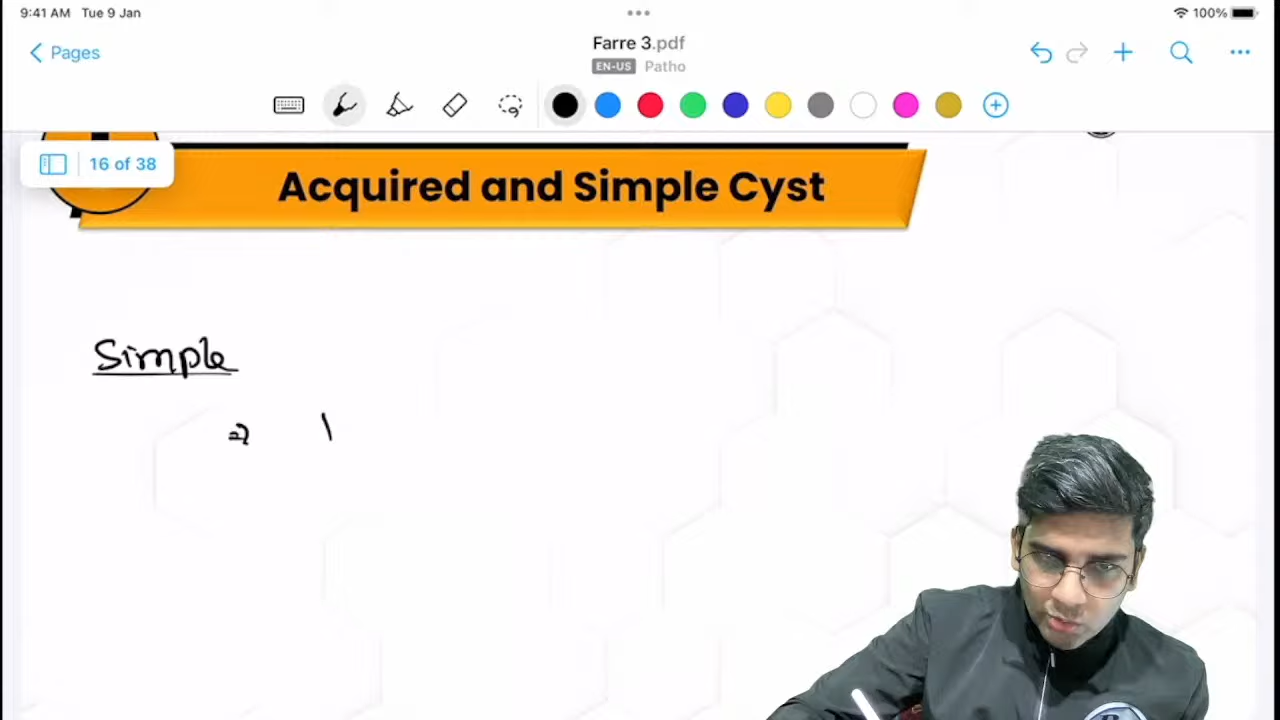 9:41 AM Tue 9 Jan
100%
Pages
Farre 3.pdf
EN-US Patho
16 of 38
Acquired and Simple Cyst
Simple